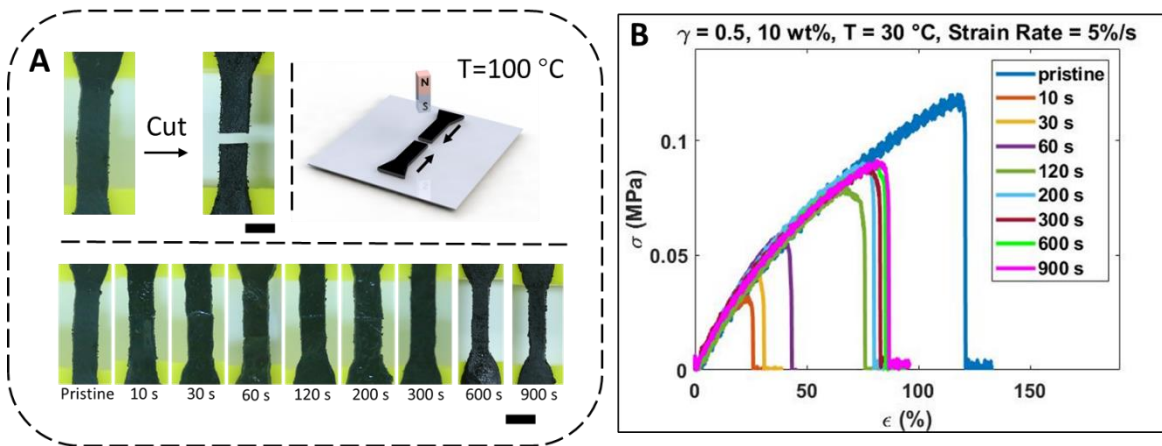 A
Cut
N
S
T=100 °C
Pristine 10 s 30 s 60 s 120 s 200 s 300 s 600 s 900 s
B
γ = 0.5, 10 wt%, T = 30 °C, Strain Rate = 5%/s
pristine
10 s
30 s
60 s
120 s
200 s
300 s
600 s
900 s
0.1
0.05
0
σ (MPa)
0 50 100 150
ϵ (%)